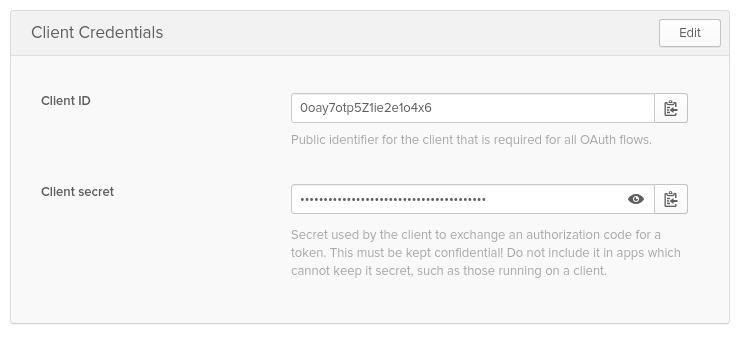 Client Credentials
Edit
Client ID
0oay7otp5Z1ie2e1o4x6
Public identifier for the client that is required for all OAuth flows.
Client secret
••••••••••••••••••••••••••••••••••••••••
Secret used by the client to exchange an authorization code for a
token. This must be kept confidential! Do not include it in apps which
cannot keep it secret, such as those running on a client.